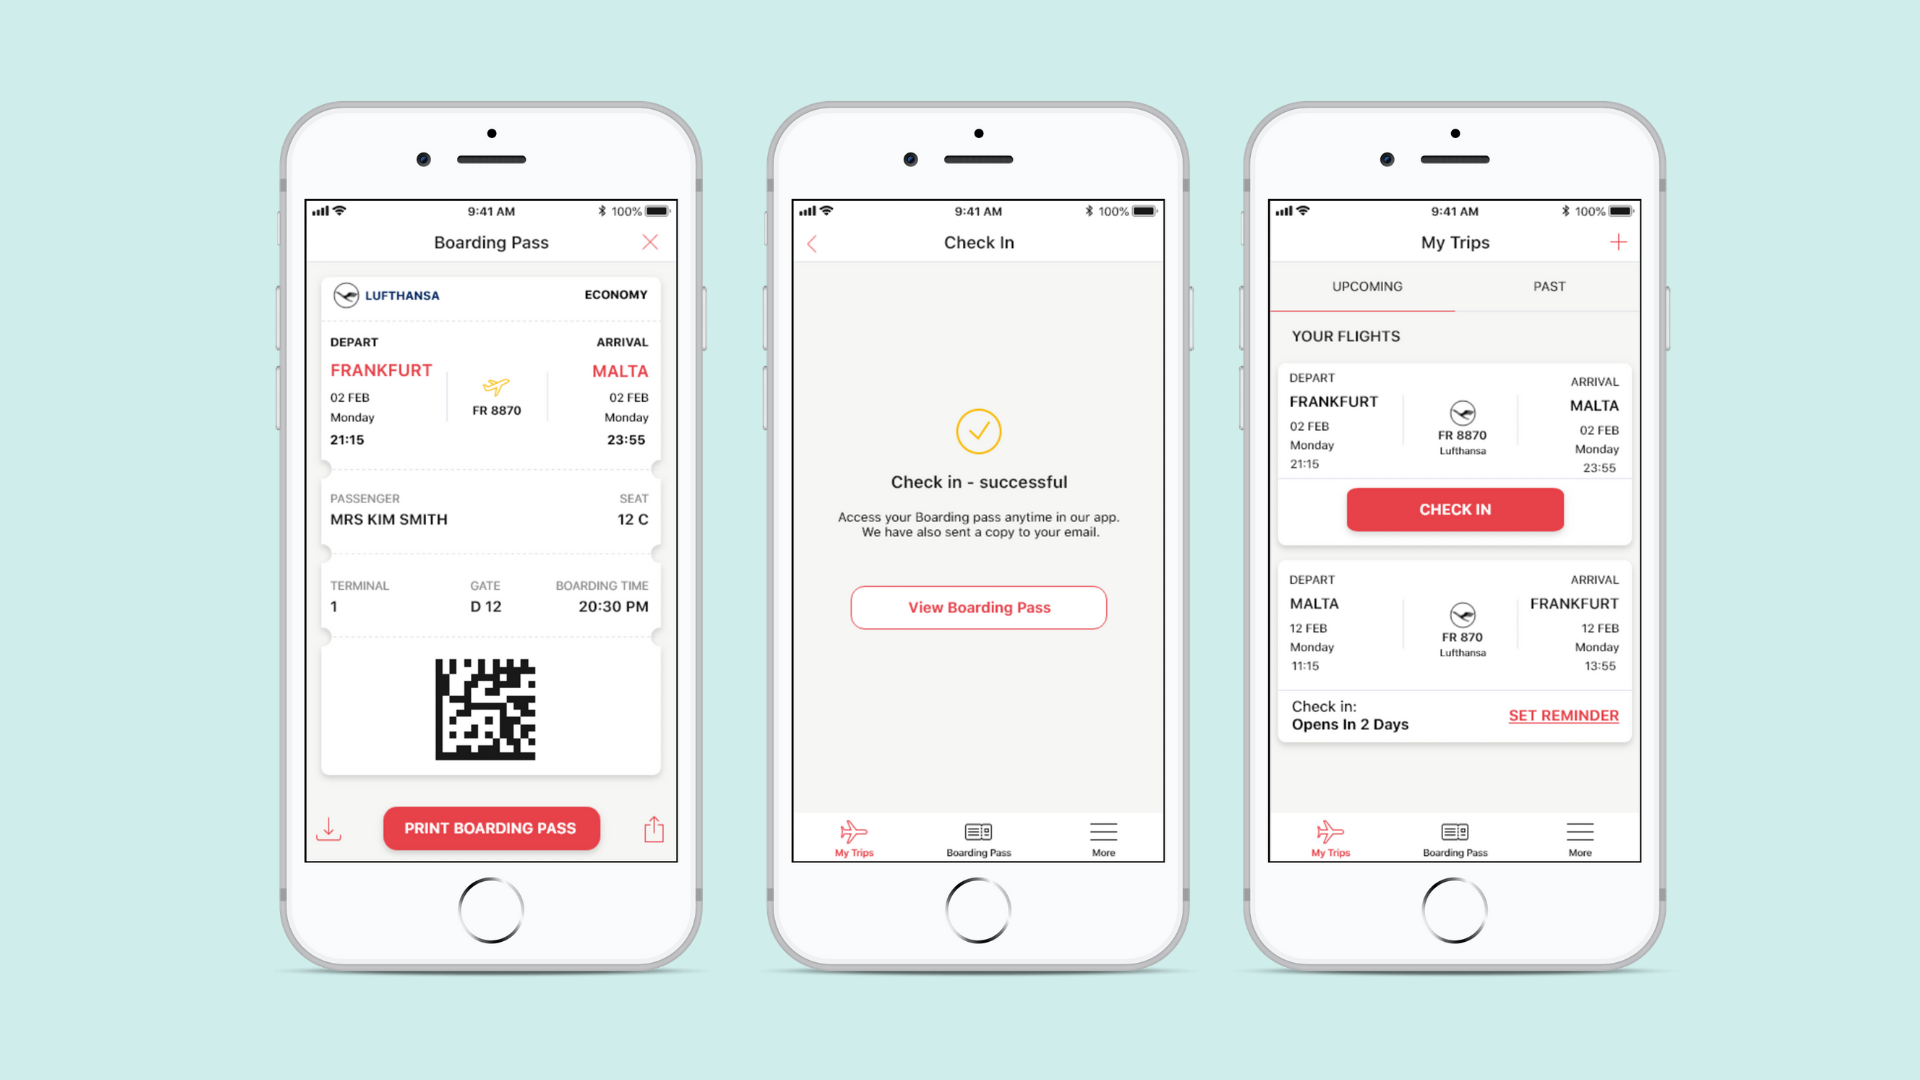 9:41 AM
100%
Boarding Pass
LUFTHANSA
ECONOMY
DEPART
ARRIVAL
FRANKFURT
MALTA
02 FEB
02 FEB
Monday
FR 8870
Monday
21:15
23:55
PASSENGER
SEAT
MRS KIM SMITH
12 C
TERMINAL
GATE
BOARDING TIME
1
D 12
20:30 PM
PRINT BOARDING PASS
9:41 AM
100%
Check In
Check in - successful
Access your Boarding pass anytime in our app.
We have also sent a copy to your email.
View Boarding Pass
My Trips
Boarding Pass
More
9:41 AM
100%
My Trips
UPCOMING
PAST
YOUR FLIGHTS
DEPART
FRANKFURT
02 FEB
Monday
21:15
FR 8870
Lufthansa
ARRIVAL
MALTA
02 FEB
Monday
23:55
CHECK IN
DEPART
MALTA
12 FEB
Monday
11:15
FR 870
Lufthansa
ARRIVAL
FRANKFURT
12 FEB
Monday
13:55
Check in:
Opens In 2 Days
SET REMINDER
My Trips
Boarding Pass
More